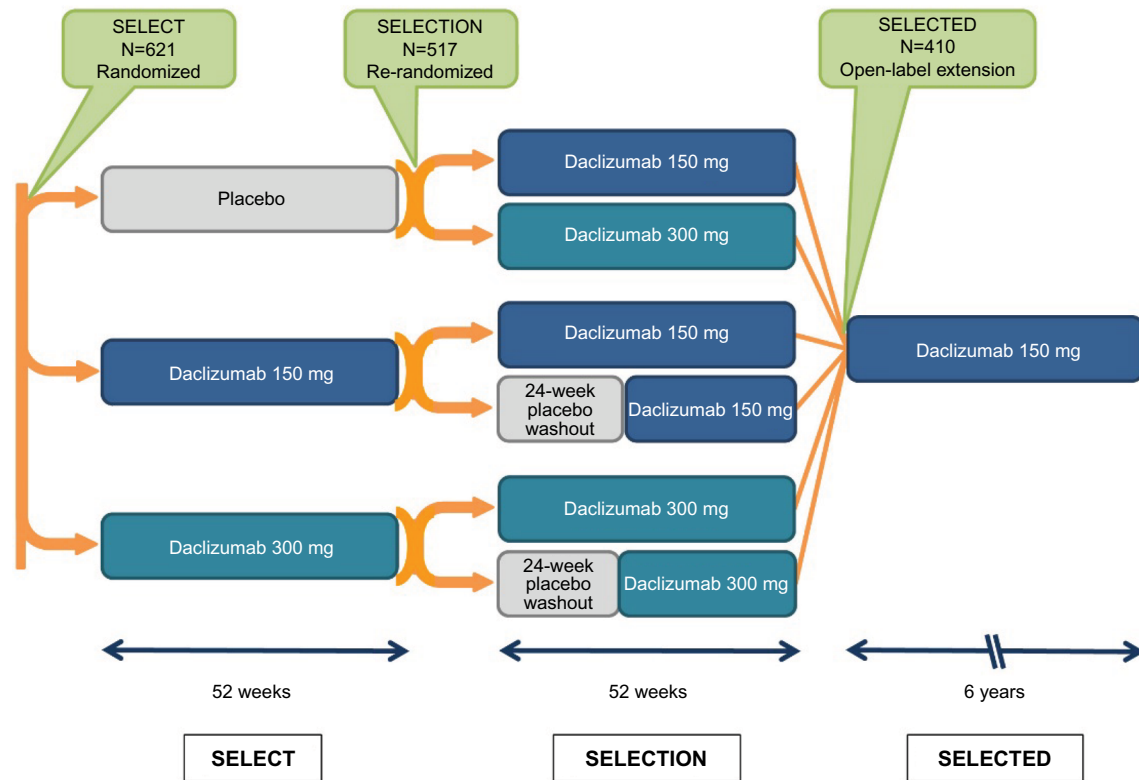 SELECT
N=621
Randomized
SELECTION
N=517
Re-randomized
SELECTED
N=410
Open-label extension
Placebo
Daclizumab 150 mg
Daclizumab 300 mg
Daclizumab 150 mg
Daclizumab 300 mg
Daclizumab 150 mg
24-week
placebo
washout
Daclizumab 150 mg
Daclizumab 300 mg
24-week
placebo
washout
Daclizumab 300 mg
Daclizumab 150 mg
52 weeks
52 weeks
6 years
SELECT
SELECTION
SELECTED